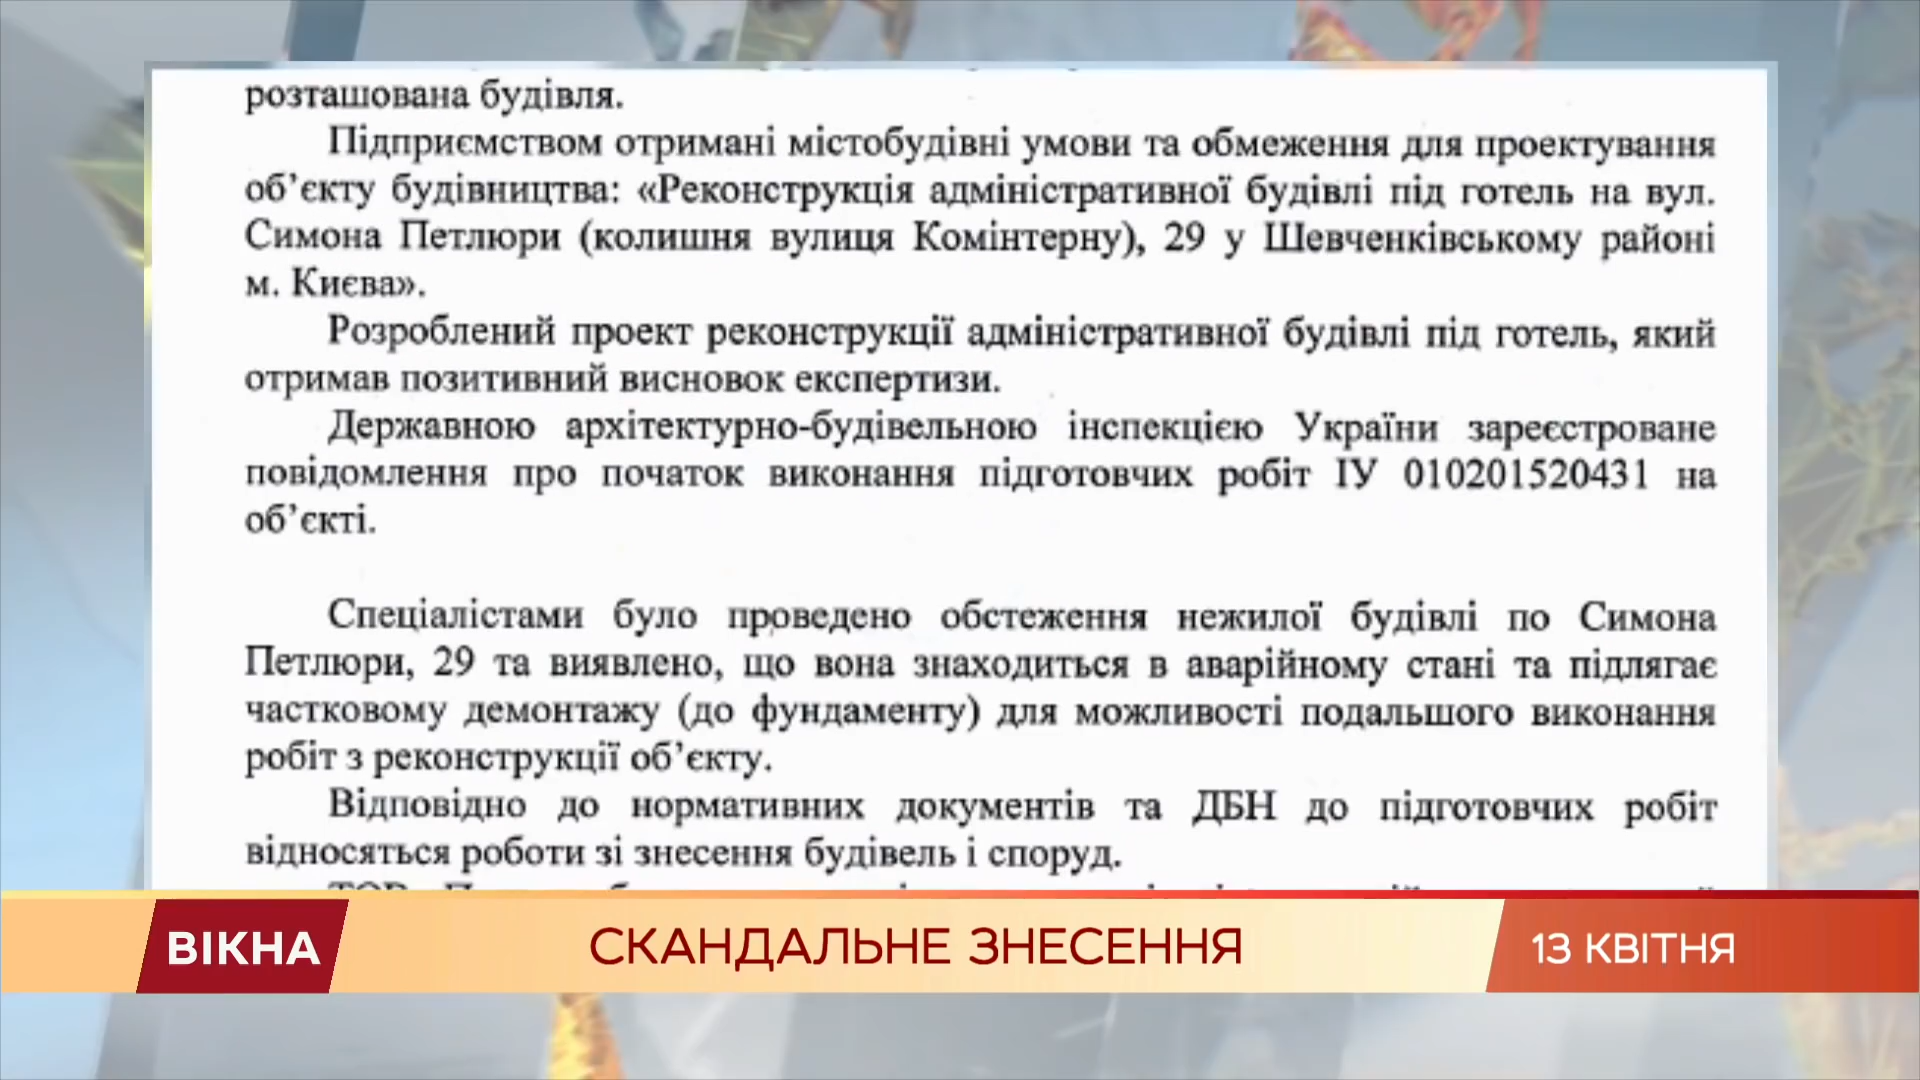 розташована будівля.
Підприємством отримані містобудівні умови та обмеження для проектування
об’єкту будівництва: «Реконструкція адміністративної будівлі під готель на вул.
Симона Петлюри (колишня вулиця Комінтерну), 29 у Шевченківському районі
м. Києва».
Розроблений проект реконструкції адміністративної будівлі під готель, який
отримав позитивний висновок експертизи.
Державною архітектурно-будівельною інспекцією України зареєстроване
повідомлення про початок виконання підготовчих робіт ІУ 010201520431 на
об’єкті.
Спеціалістами було проведено обстеження нежилої будівлі по Симона
Петлюри, 29 та виявлено, що вона знаходиться в аварійному стані та підлягає
частковому демонтажу (до фундаменту) для можливості подальшого виконання
робіт з реконструкції об’єкту.
Відповідно до нормативних документів та ДБН до підготовчих робіт
відносяться роботи зі знесення будівель і споруд.
ВІКНА
СКАНДАЛЬНЕ ЗНЕСЕННЯ
13 КВІТНЯ